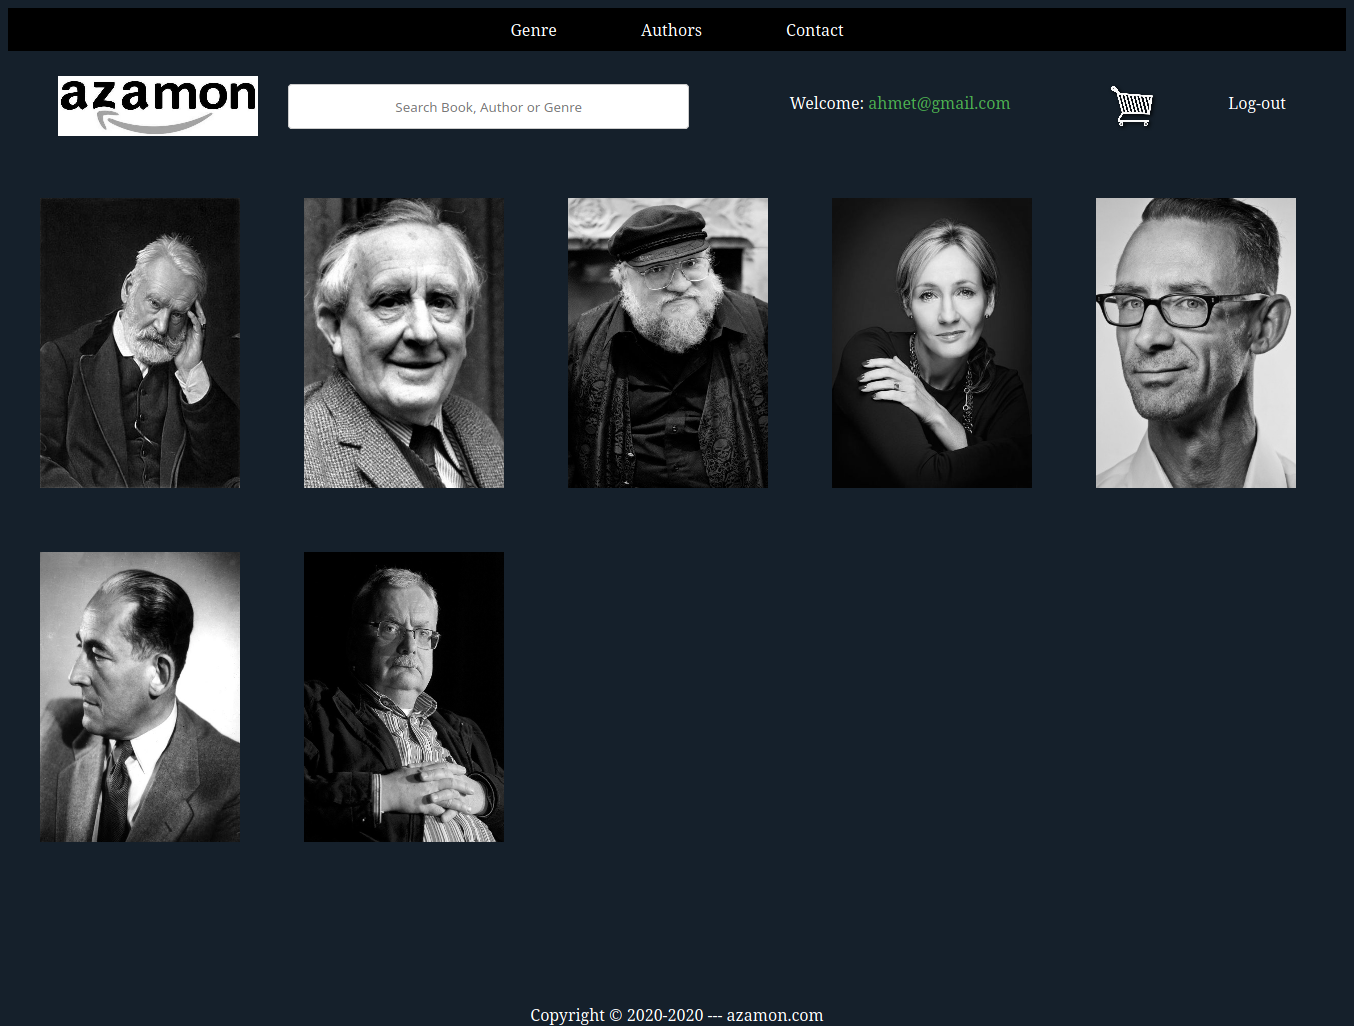 Genre Authors Contact
azamon
Search Book, Author or Genre
Welcome: ahmet@gmail.com
Log-out
Copyright © 2020-2020 --- azamon.com